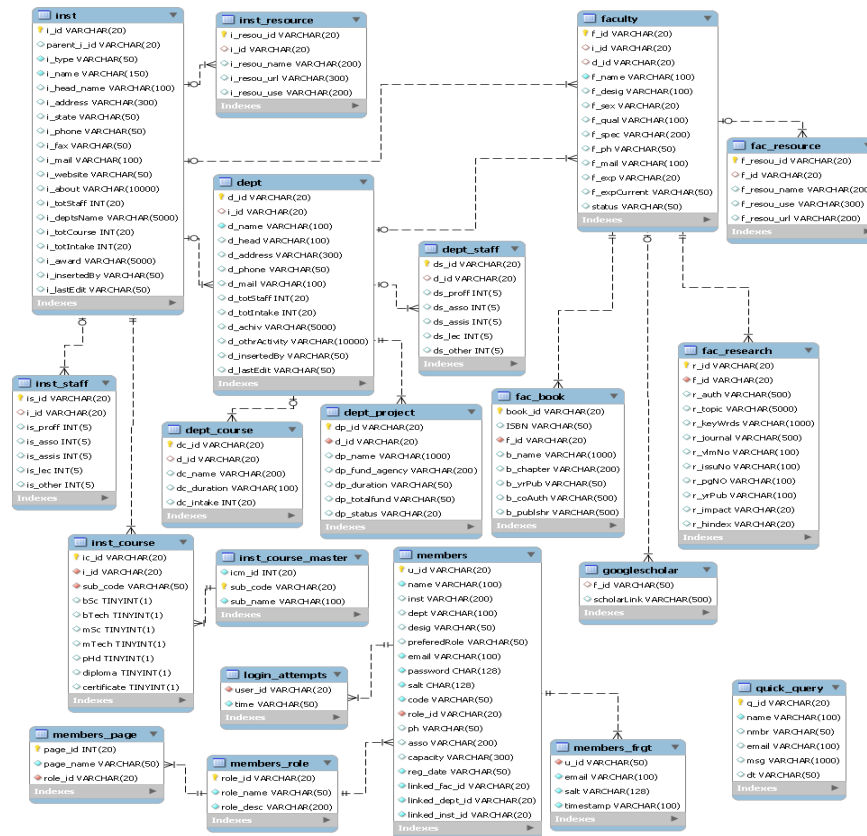 inst
i_id VARCHAR(20)
parent_i_id VARCHAR(20)
i_type VARCHAR(50)
i_name VARCHAR(150)
i_head_name VARCHAR(100)
i_address VARCHAR(300)
i_state VARCHAR(50)
i_phone VARCHAR(50)
i_fax VARCHAR(50)
i_mail VARCHAR(100)
i_website VARCHAR(50)
i_about VARCHAR(10000)
i_totStaff INT(20)
i_deptsName VARCHAR(5000)
i_totCourse INT(20)
i_totIntake INT(20)
i_award VARCHAR(5000)
i_insertedBy VARCHAR(50)
i_lastEdit VARCHAR(50)
Indexes
inst_resource
i_resou_id VARCHAR(20)
i_id VARCHAR(20)
i_resou_name VARCHAR(200)
i_resou_url VARCHAR(300)
i_resou_use VARCHAR(200)
Indexes
faculty
f_id VARCHAR(20)
i_id VARCHAR(20)
d_id VARCHAR(20)
f_name VARCHAR(100)
f_desig VARCHAR(100)
f_sex VARCHAR(20)
f_qual VARCHAR(100)
f_spec VARCHAR(200)
f_ph VARCHAR(50)
f_mail VARCHAR(100)
f_exp VARCHAR(20)
f_expCurrent VARCHAR(50)
status VARCHAR(50)
Indexes
fac_resource
f_resou_id VARCHAR(20)
f_id VARCHAR(20)
f_resou_name VARCHAR(200)
f_resou_use VARCHAR(300)
f_resou_url VARCHAR(200)
Indexes
dept
d_id VARCHAR(20)
i_id VARCHAR(20)
d_name VARCHAR(100)
d_head VARCHAR(100)
d_address VARCHAR(300)
d_phone VARCHAR(50)
d_mail VARCHAR(100)
d_totStaff INT(20)
d_totIntake INT(20)
d_achiv VARCHAR(5000)
d_othrActivity VARCHAR(10000)
d_insertedBy VARCHAR(50)
d_lastEdit VARCHAR(50)
Indexes
dept_staff
ds_id VARCHAR(20)
d_id VARCHAR(20)
ds_proff INT(5)
ds_asso INT(5)
ds_assis INT(5)
ds_lec INT(5)
ds_other INT(5)
Indexes
inst_staff
is_id VARCHAR(20)
i_id VARCHAR(20)
is_proff INT(5)
is_asso INT(5)
is_assis INT(5)
is_lec INT(5)
is_other INT(5)
Indexes
dept_course
dc_id VARCHAR(20)
d_id VARCHAR(20)
dc_name VARCHAR(200)
dc_duration VARCHAR(100)
dc_intake INT(20)
Indexes
dept_project
dp_id VARCHAR(20)
d_id VARCHAR(20)
dp_name VARCHAR(1000)
dp_fund_agency VARCHAR(200)
dp_duration VARCHAR(50)
dp_totalfund VARCHAR(50)
dp_status VARCHAR(20)
Indexes
fac_book
book_id VARCHAR(20)
ISBN VARCHAR(50)
f_id VARCHAR(20)
b_name VARCHAR(1000)
b_chapter VARCHAR(200)
b_yrPub VARCHAR(50)
b_coAuth VARCHAR(500)
b_publshr VARCHAR(500)
Indexes
fac_research
r_id VARCHAR(20)
f_id VARCHAR(20)
r_auth VARCHAR(500)
r_topic VARCHAR(5000)
r_keyWrds VARCHAR(1000)
r_journal VARCHAR(500)
r_vlmNo VARCHAR(100)
r_issuNo VARCHAR(100)
r_pgNO VARCHAR(100)
r_yrPub VARCHAR(100)
r_impact VARCHAR(20)
r_hindex VARCHAR(20)
Indexes
inst_course
ic_id VARCHAR(20)
i_id VARCHAR(20)
sub_code VARCHAR(50)
bSc TINYINT(1)
bTech TINYINT(1)
mSc TINYINT(1)
mTech TINYINT(1)
pHd TINYINT(1)
diploma TINYINT(1)
certificate TINYINT(1)
Indexes
inst_course_master
icm_id INT(20)
sub_code VARCHAR(20)
sub_name VARCHAR(100)
Indexes
members
u_id VARCHAR(20)
name VARCHAR(100)
inst VARCHAR(200)
dept VARCHAR(100)
desig VARCHAR(50)
preferedRole VARCHAR(50)
email VARCHAR(100)
password CHAR(128)
salt CHAR(128)
code VARCHAR(50)
role_id VARCHAR(20)
ph VARCHAR(50)
asso VARCHAR(200)
capacity VARCHAR(300)
reg_date VARCHAR(50)
linked_fac_id VARCHAR(20)
linked_dept_id VARCHAR(20)
linked_inst_id VARCHAR(20)
Indexes
googlescholar
f_id VARCHAR(50)
scholarLink VARCHAR(500)
Indexes
login_attempts
user_id VARCHAR(20)
time VARCHAR(50)
Indexes
members_page
page_id INT(20)
page_name VARCHAR(50)
role_id VARCHAR(20)
Indexes
members_role
role_id VARCHAR(20)
role_name VARCHAR(50)
role_desc VARCHAR(200)
Indexes
members_frgt
u_id VARCHAR(50)
email VARCHAR(100)
salt VARCHAR(128)
timestamp VARCHAR(100)
Indexes
quick_query
q_id VARCHAR(20)
name VARCHAR(100)
nmbr VARCHAR(50)
email VARCHAR(100)
msg VARCHAR(1000)
dt VARCHAR(50)
Indexes